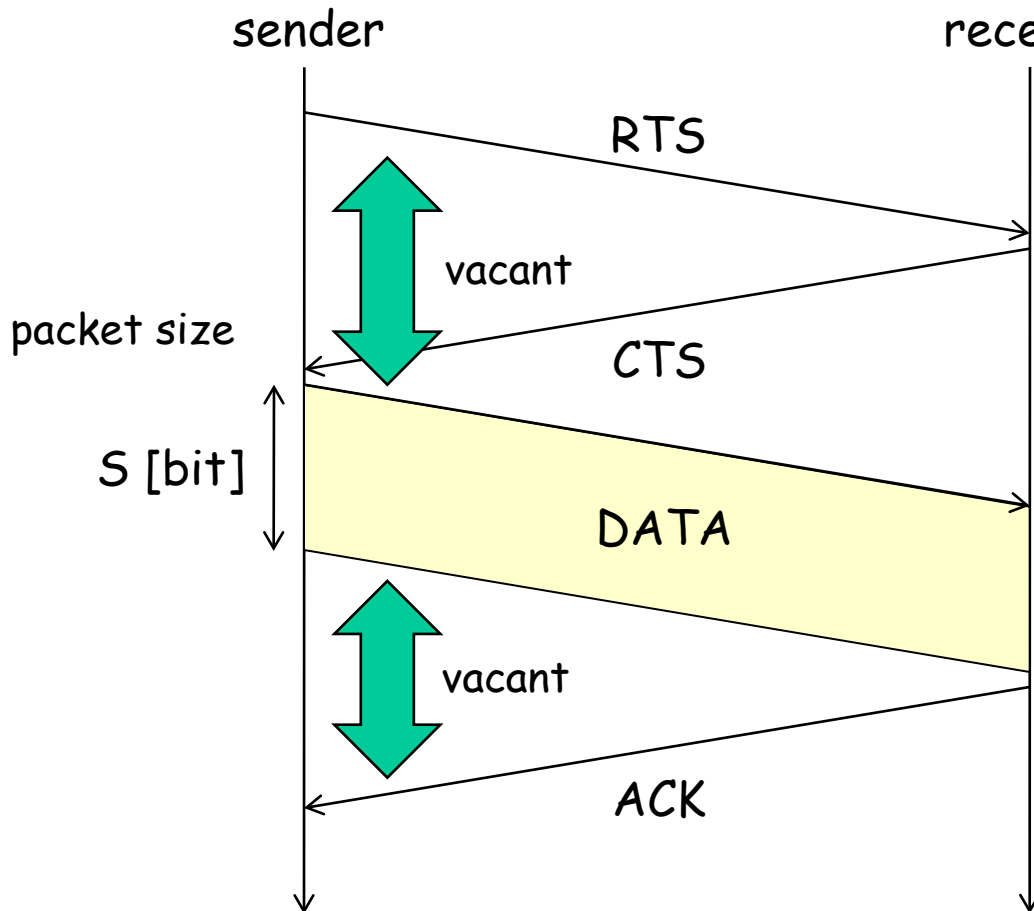 sender
rece
RTS
vacant
packet size
CTS
S [bit]
DATA
vacant
ACK